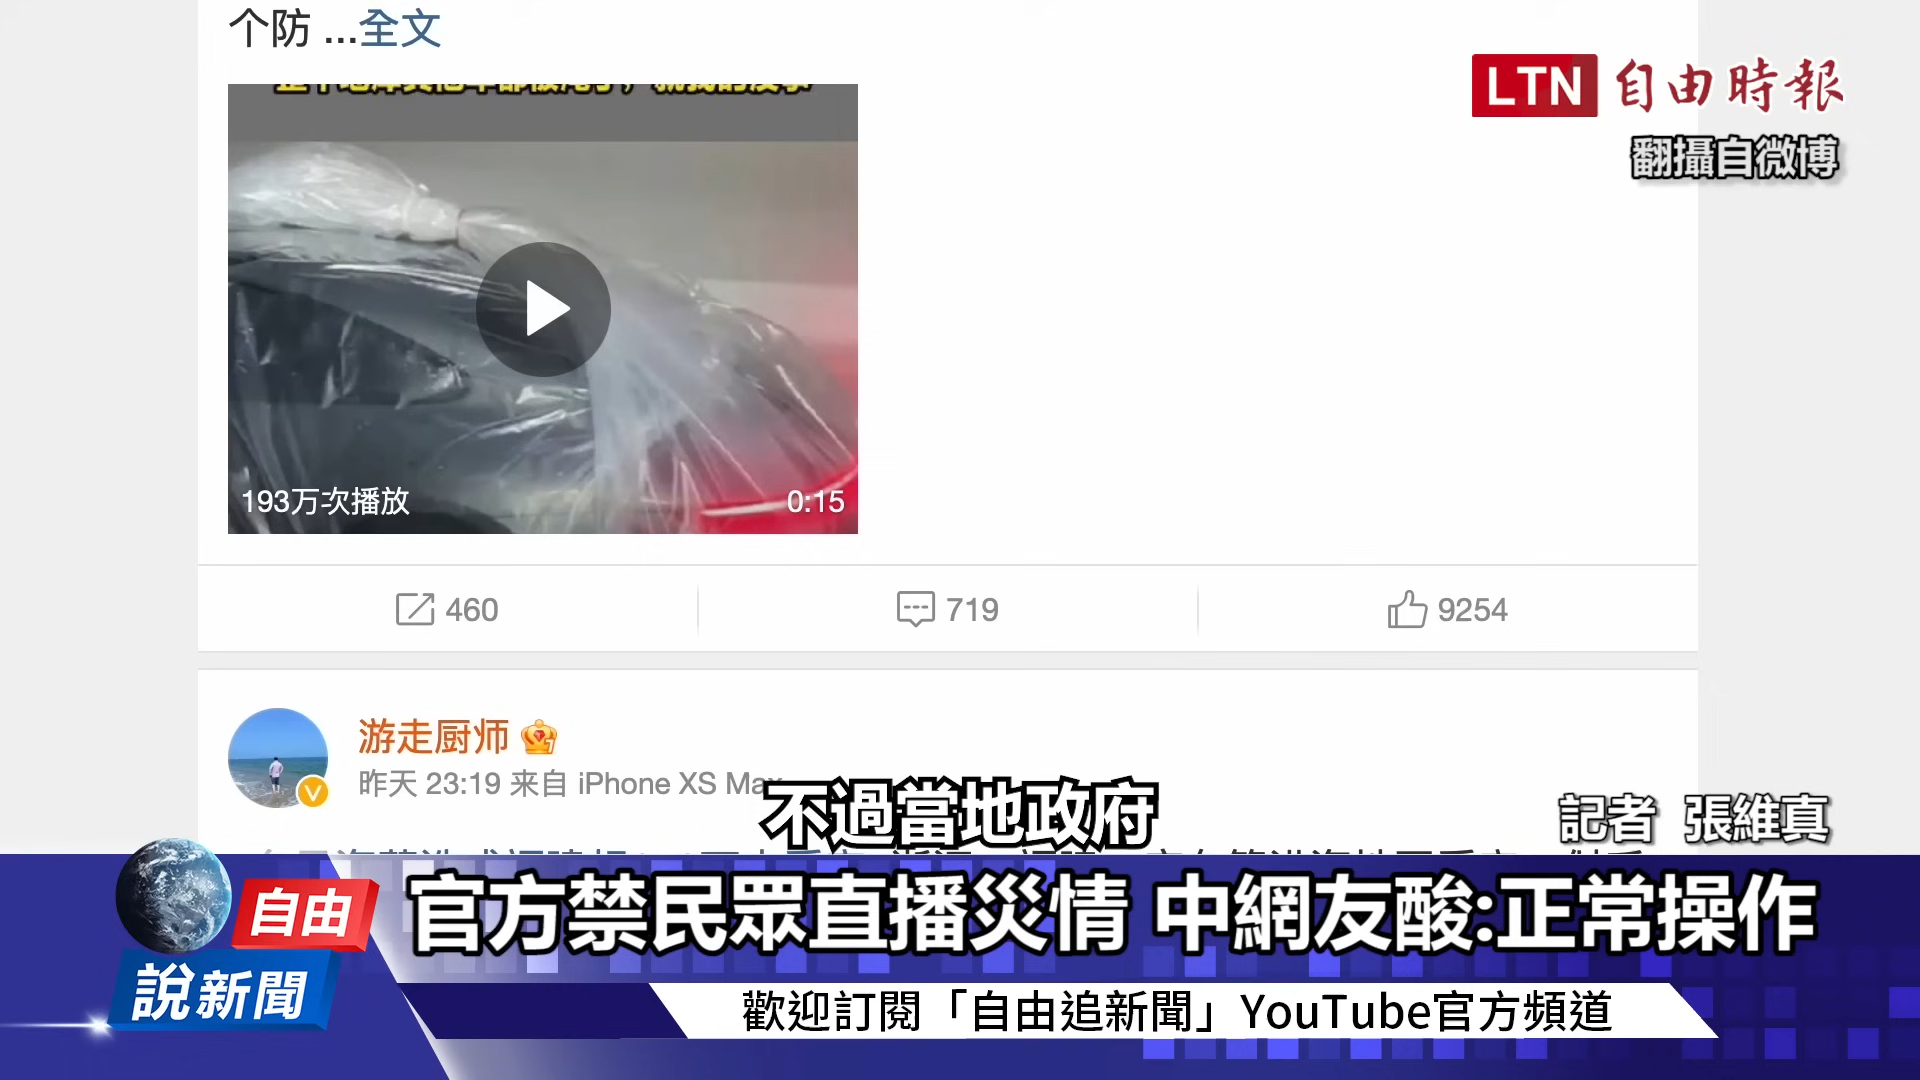 个防 ...全文
LTN 自由時報
翻攝自微博
193万次播放
0:15
460
719
9254
游走厨师
昨天 23:19 来自 iPhone XS Max
不過當地政府
記者 張維真
自由
說新聞
官方禁民眾直播災情 中網友酸:正常操作
歡迎訂閱「自由追新聞」YouTube官方頻道